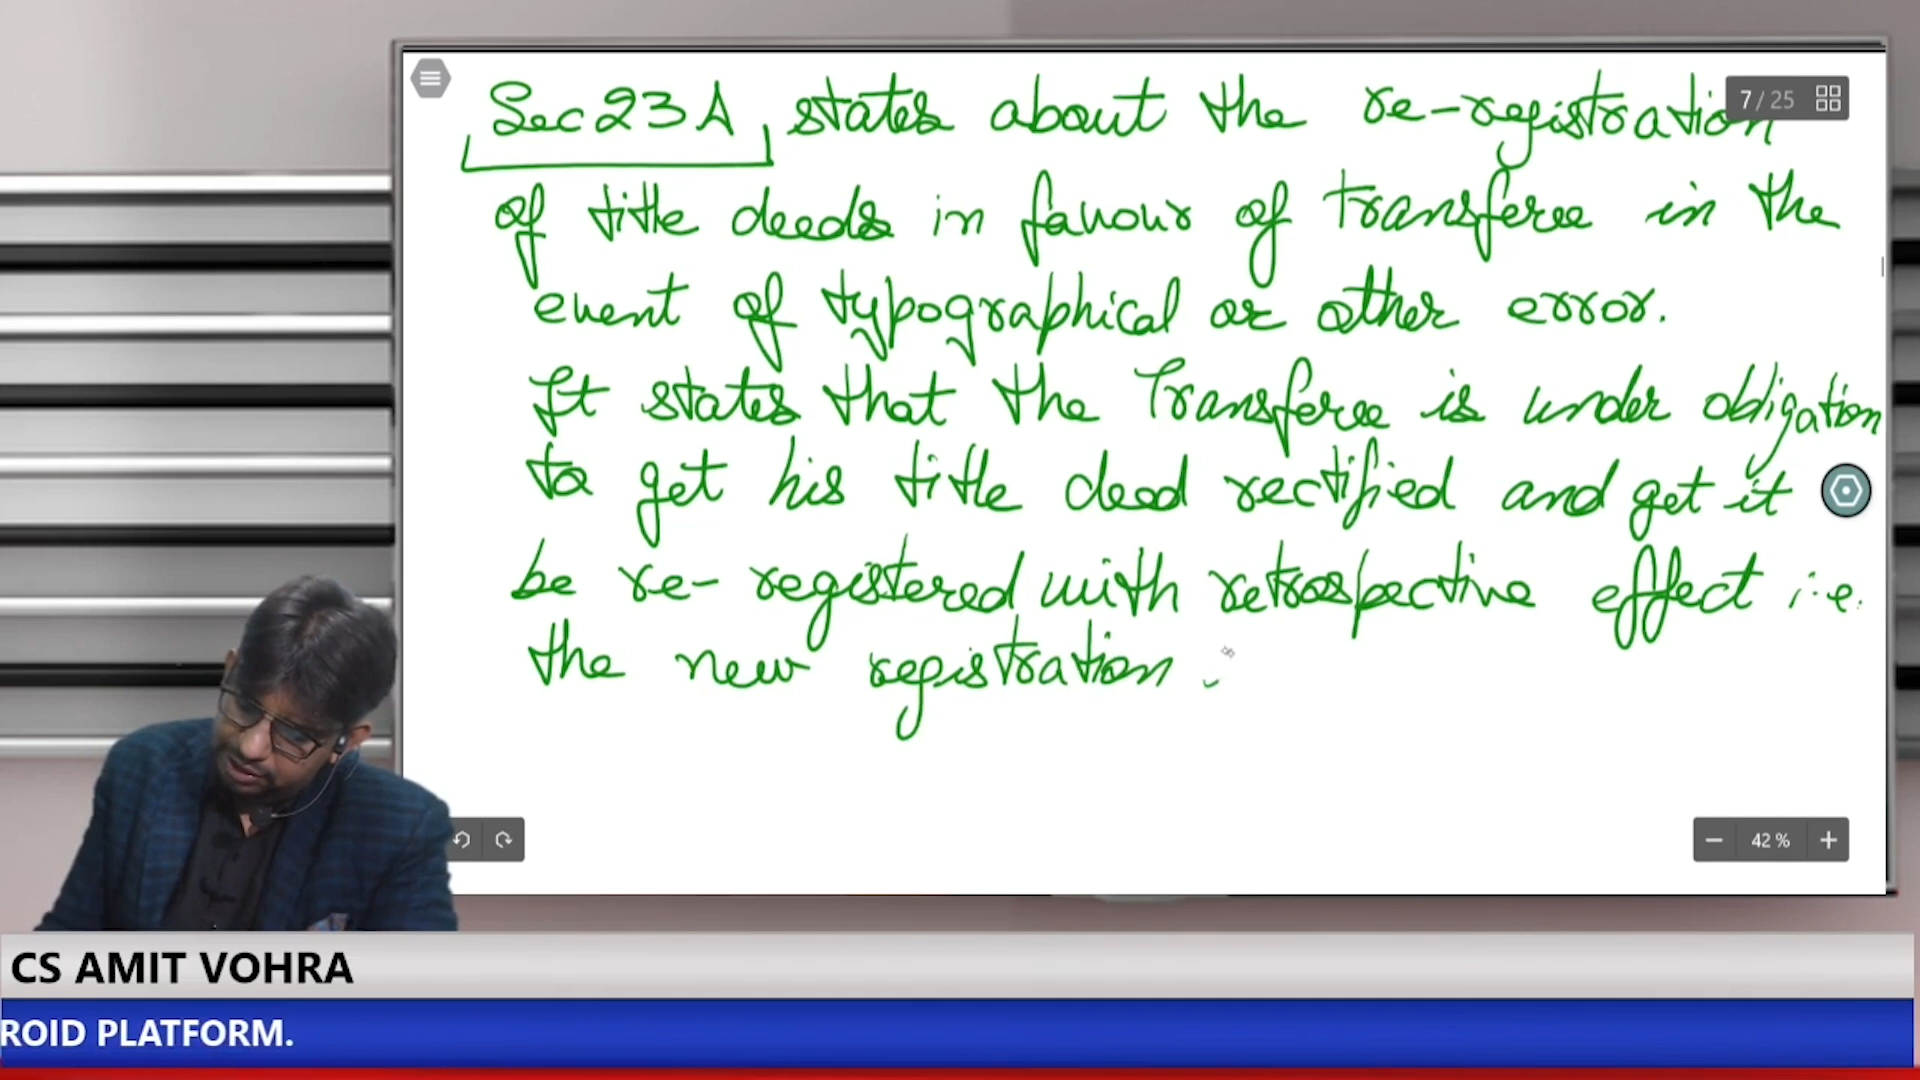 Sec 23A states about the re-registration
7 / 25
of title deeds in favour of transferee in the
event of typographical or other error.
It states that the Transferee is under obligation
to get his title deed rectified and get it
be re-registered with retrospective effect i.e.
the new registration
42 %
CS AMIT VOHRA
ROID PLATFORM.